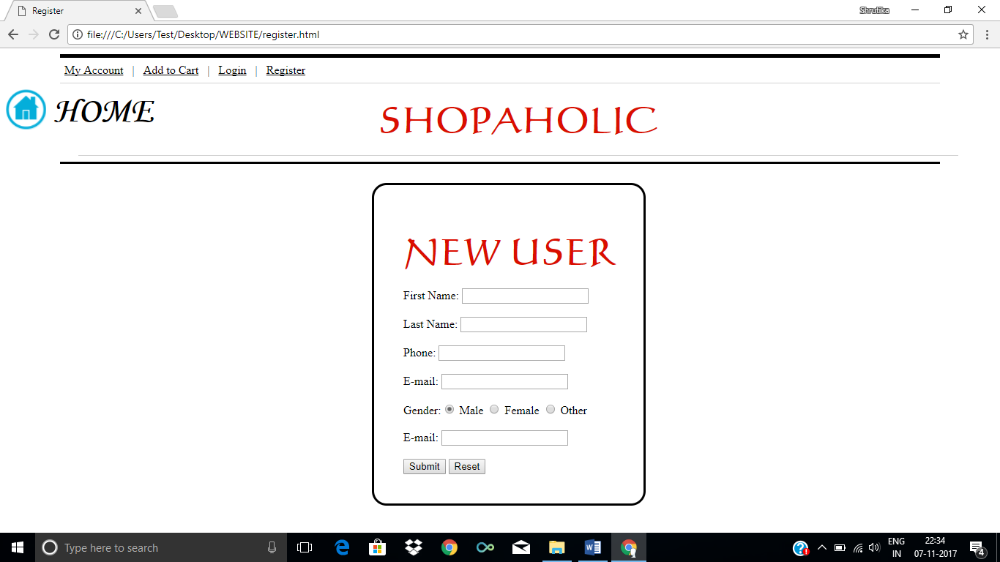 Register
Shrutika
file:///C:/Users/Test/Desktop/WEBSITE/register.html
My Account | Add to Cart | Login | Register
HOME
SHOPAHOLIC
NEW USER
First Name:
Last Name:
Phone:
E-mail:
Gender: Male Female Other
E-mail:
Submit Reset
Type here to search
ENG 22:34
IN 07-11-2017
4